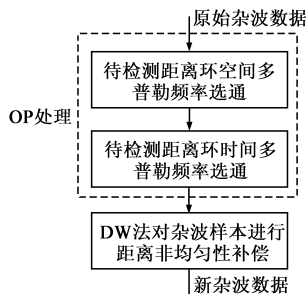 原始杂波数据
待检测距离环空间多
普勒频率选通
OP处理
待检测距离环时间多
普勒频率选通
DW法对杂波样本进行
距离非均匀性补偿
新杂波数据